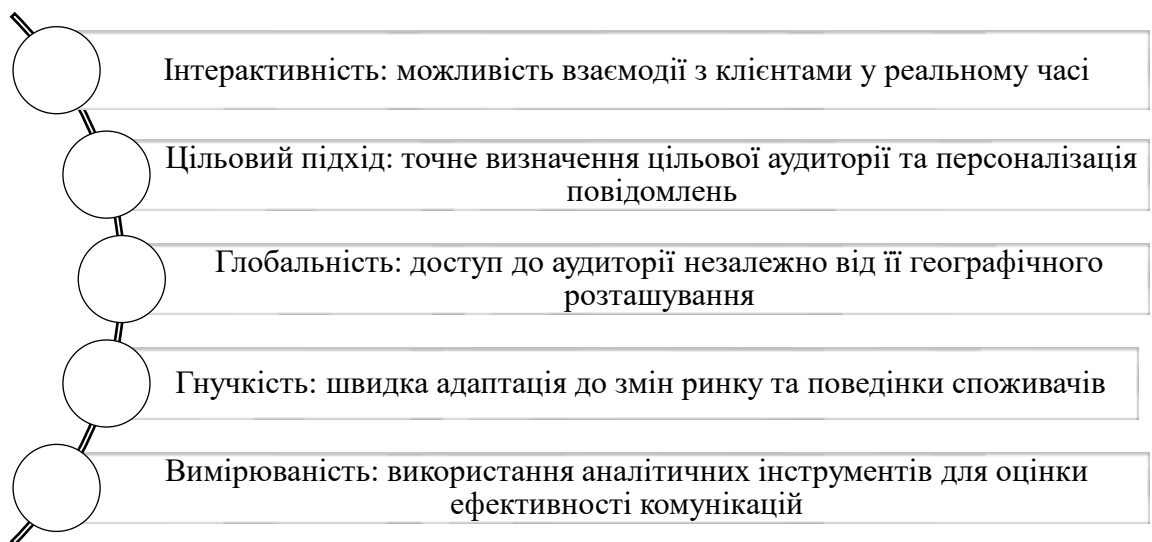 Інтерактивність: можливість взаємодії з клієнтами у реальному часі
Цільовий підхід: точне визначення цільової аудиторії та персоналізація
повідомлень
Глобальність: доступ до аудиторії незалежно від її географічного
розташування
Гнучкість: швидка адаптація до змін ринку та поведінки споживачів
Вимірюваність: використання аналітичних інструментів для оцінки
ефективності комунікацій